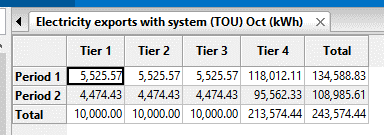 Electricity exports with system (TOU) Oct (kWh)
Tier 1 Tier 2 Tier 3 Tier 4 Total
Period 1 5,525.57 5,525.57 5,525.57 118,012.11 134,588.83
Period 2 4,474.43 4,474.43 4,474.43 95,562.33 108,985.61
Total 10,000.00 10,000.00 10,000.00 213,574.44 243,574.44